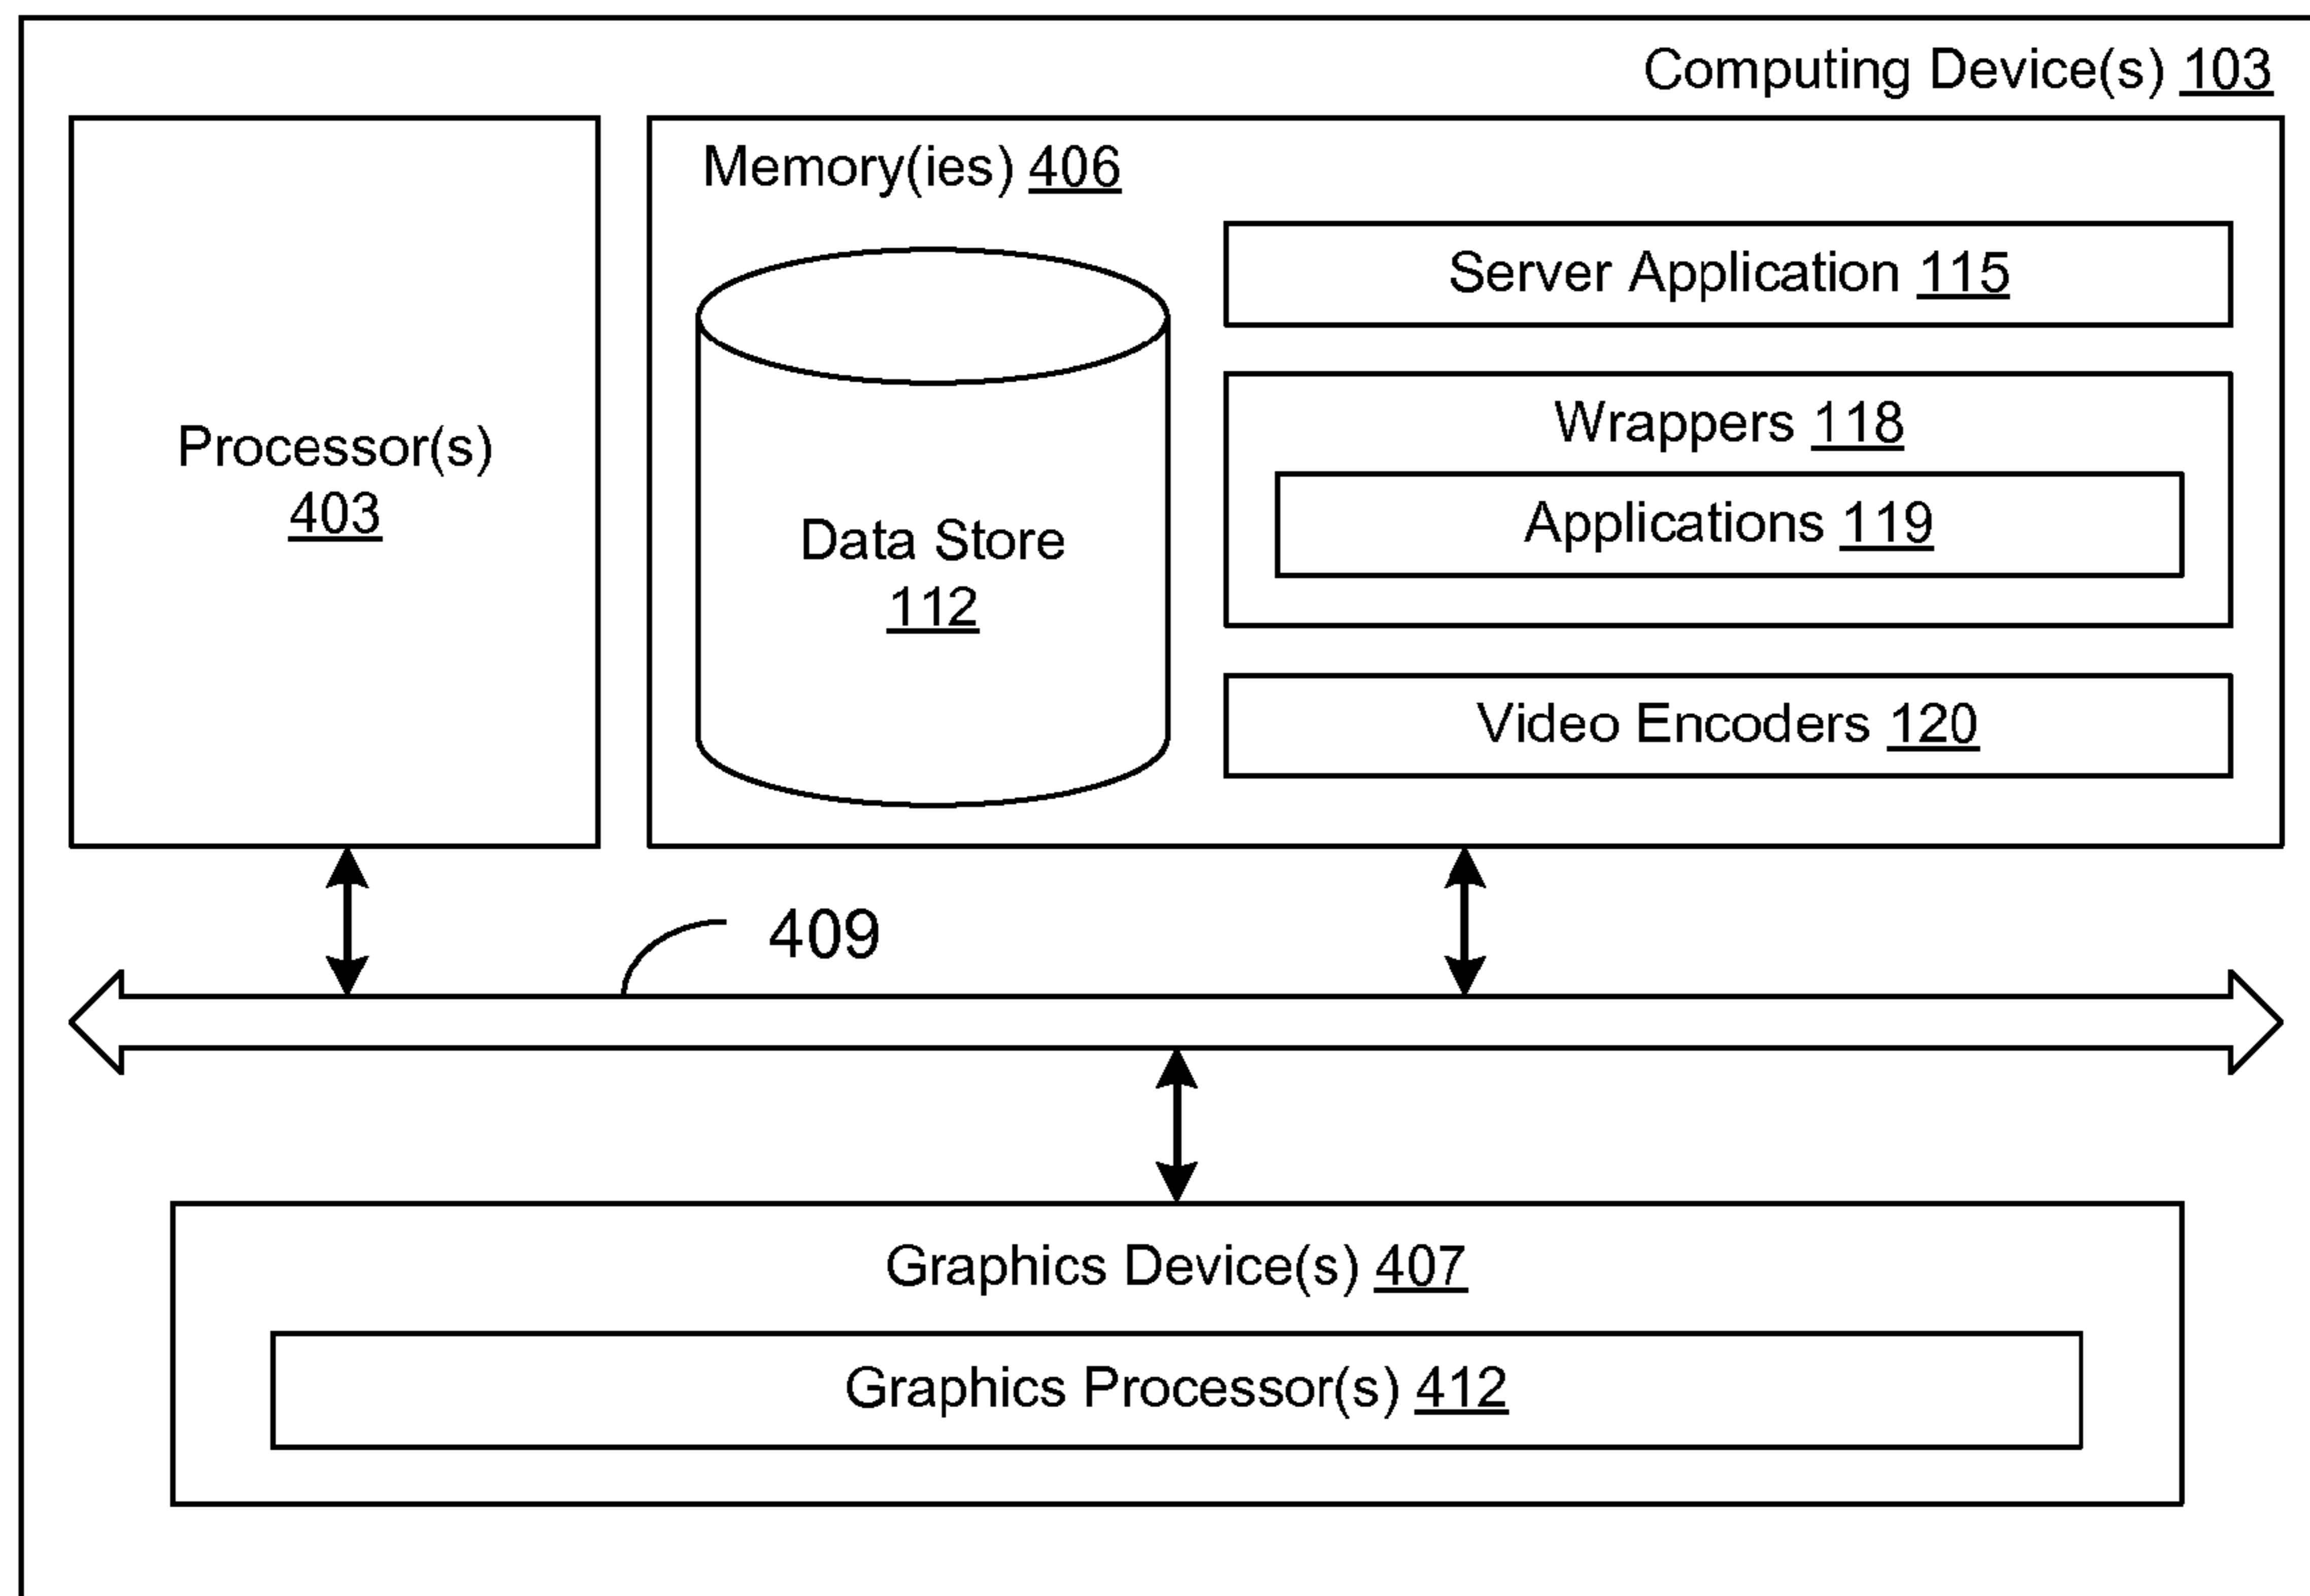 Computing Device(s) 103
Processor(s)
403
Memory(ies) 406
Data Store
112
Server Application 115
Wrappers 118
Applications 119
Video Encoders 120
409
Graphics Device(s) 407
Graphics Processor(s) 412